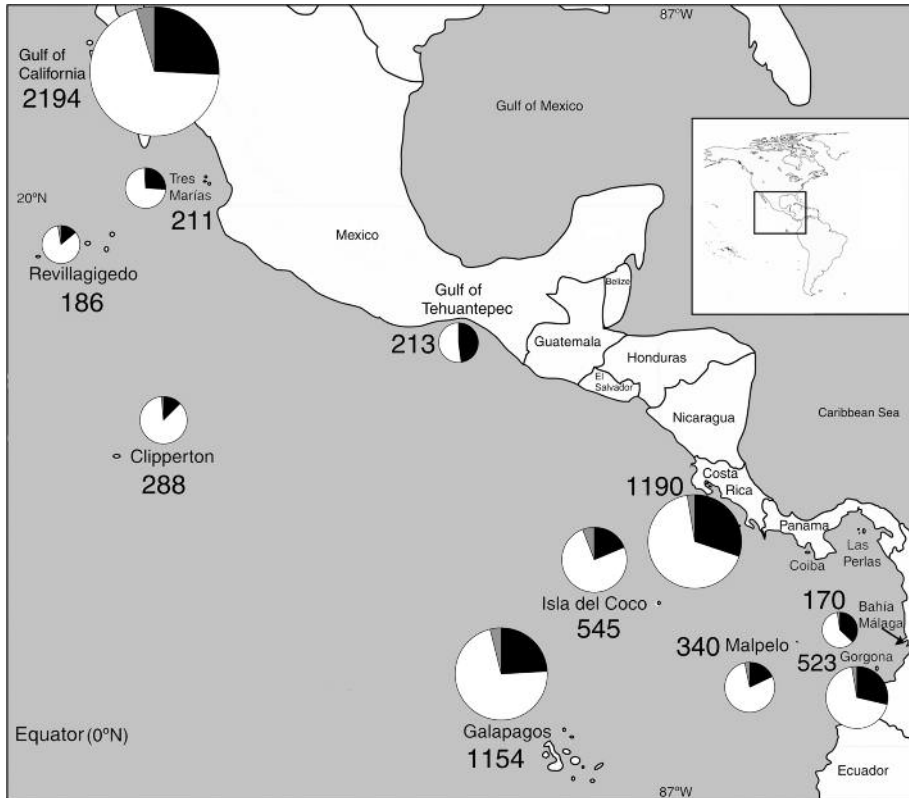 87°W
Gulf of
California
2194
Gulf of Mexico
Tres
Marías
211
20°N
Mexico
Revillagigedo
186
Gulf of
Tehuantepec
213
Belize
Guatemala
Honduras
El
Salvador
Nicaragua
Caribbean Sea
Clipperton
288
Costa
Rica
1190
Panama
Las
Perlas
Coiba
Isla del Coco
545
170
Bahía
Málaga
340 Malpelo
523 Gorgona
Galapagos
1154
Equator (0°N)
Ecuador
87°W